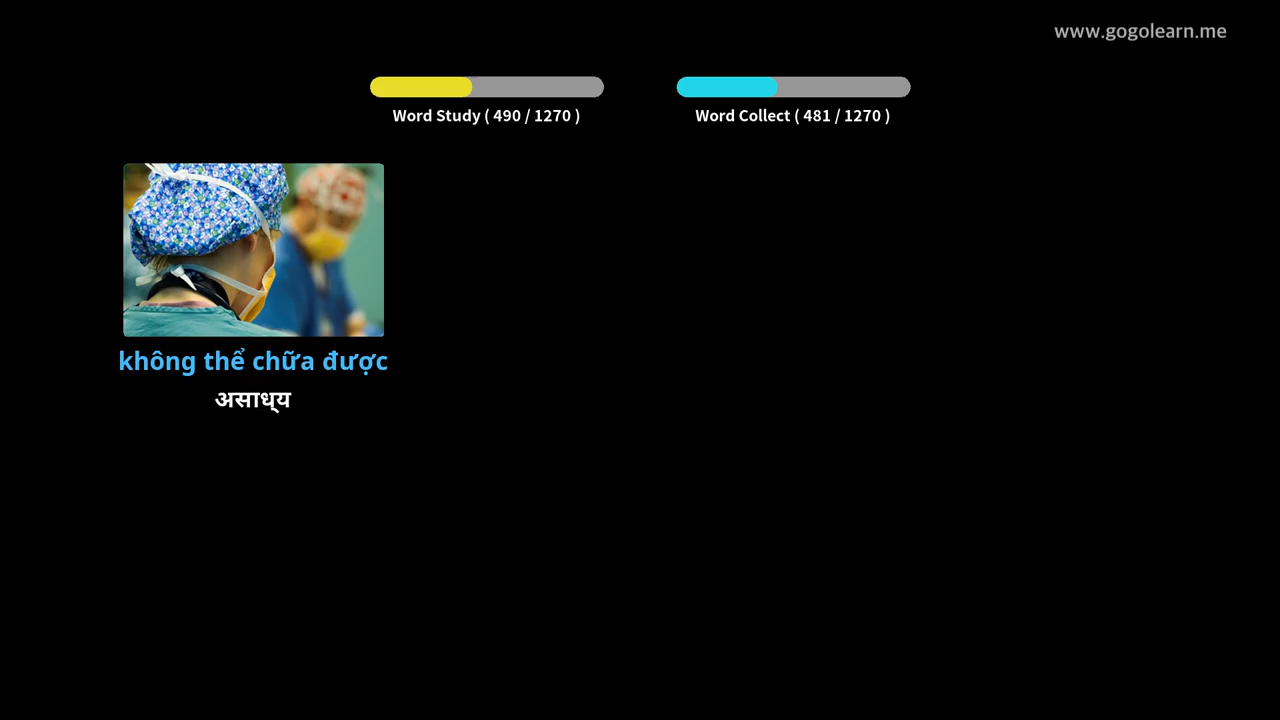 www.gogolearn.me
Word Study ( 490 / 1270 )
Word Collect ( 481 / 1270 )
không thể chữa được
असाध्य